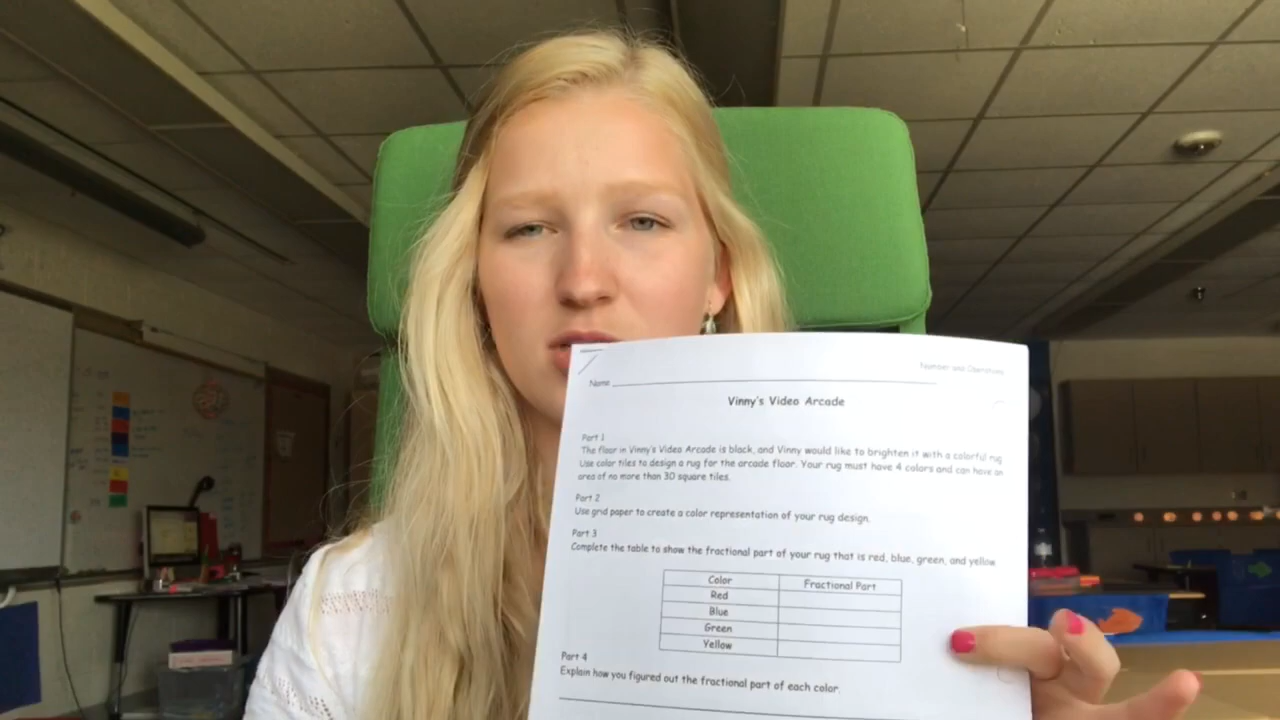 Number and Operations
Name
Vinny's Video Arcade
Part 1
The floor in Vinny's Video Arcade is black, and Vinny would like to brighten it with a colorful rug.
Use color tiles to design a rug for the arcade floor. Your rug must have 4 colors and can have an
area of no more than 30 square tiles.
Part 2
Use grid paper to create a color representation of your rug design.
Part 3
Complete the table to show the fractional part of your rug that is red, blue, green, and yellow
Color Fractional Part
Red
Blue
Green
Yellow
Part 4
Explain how you figured out the fractional part of each color.